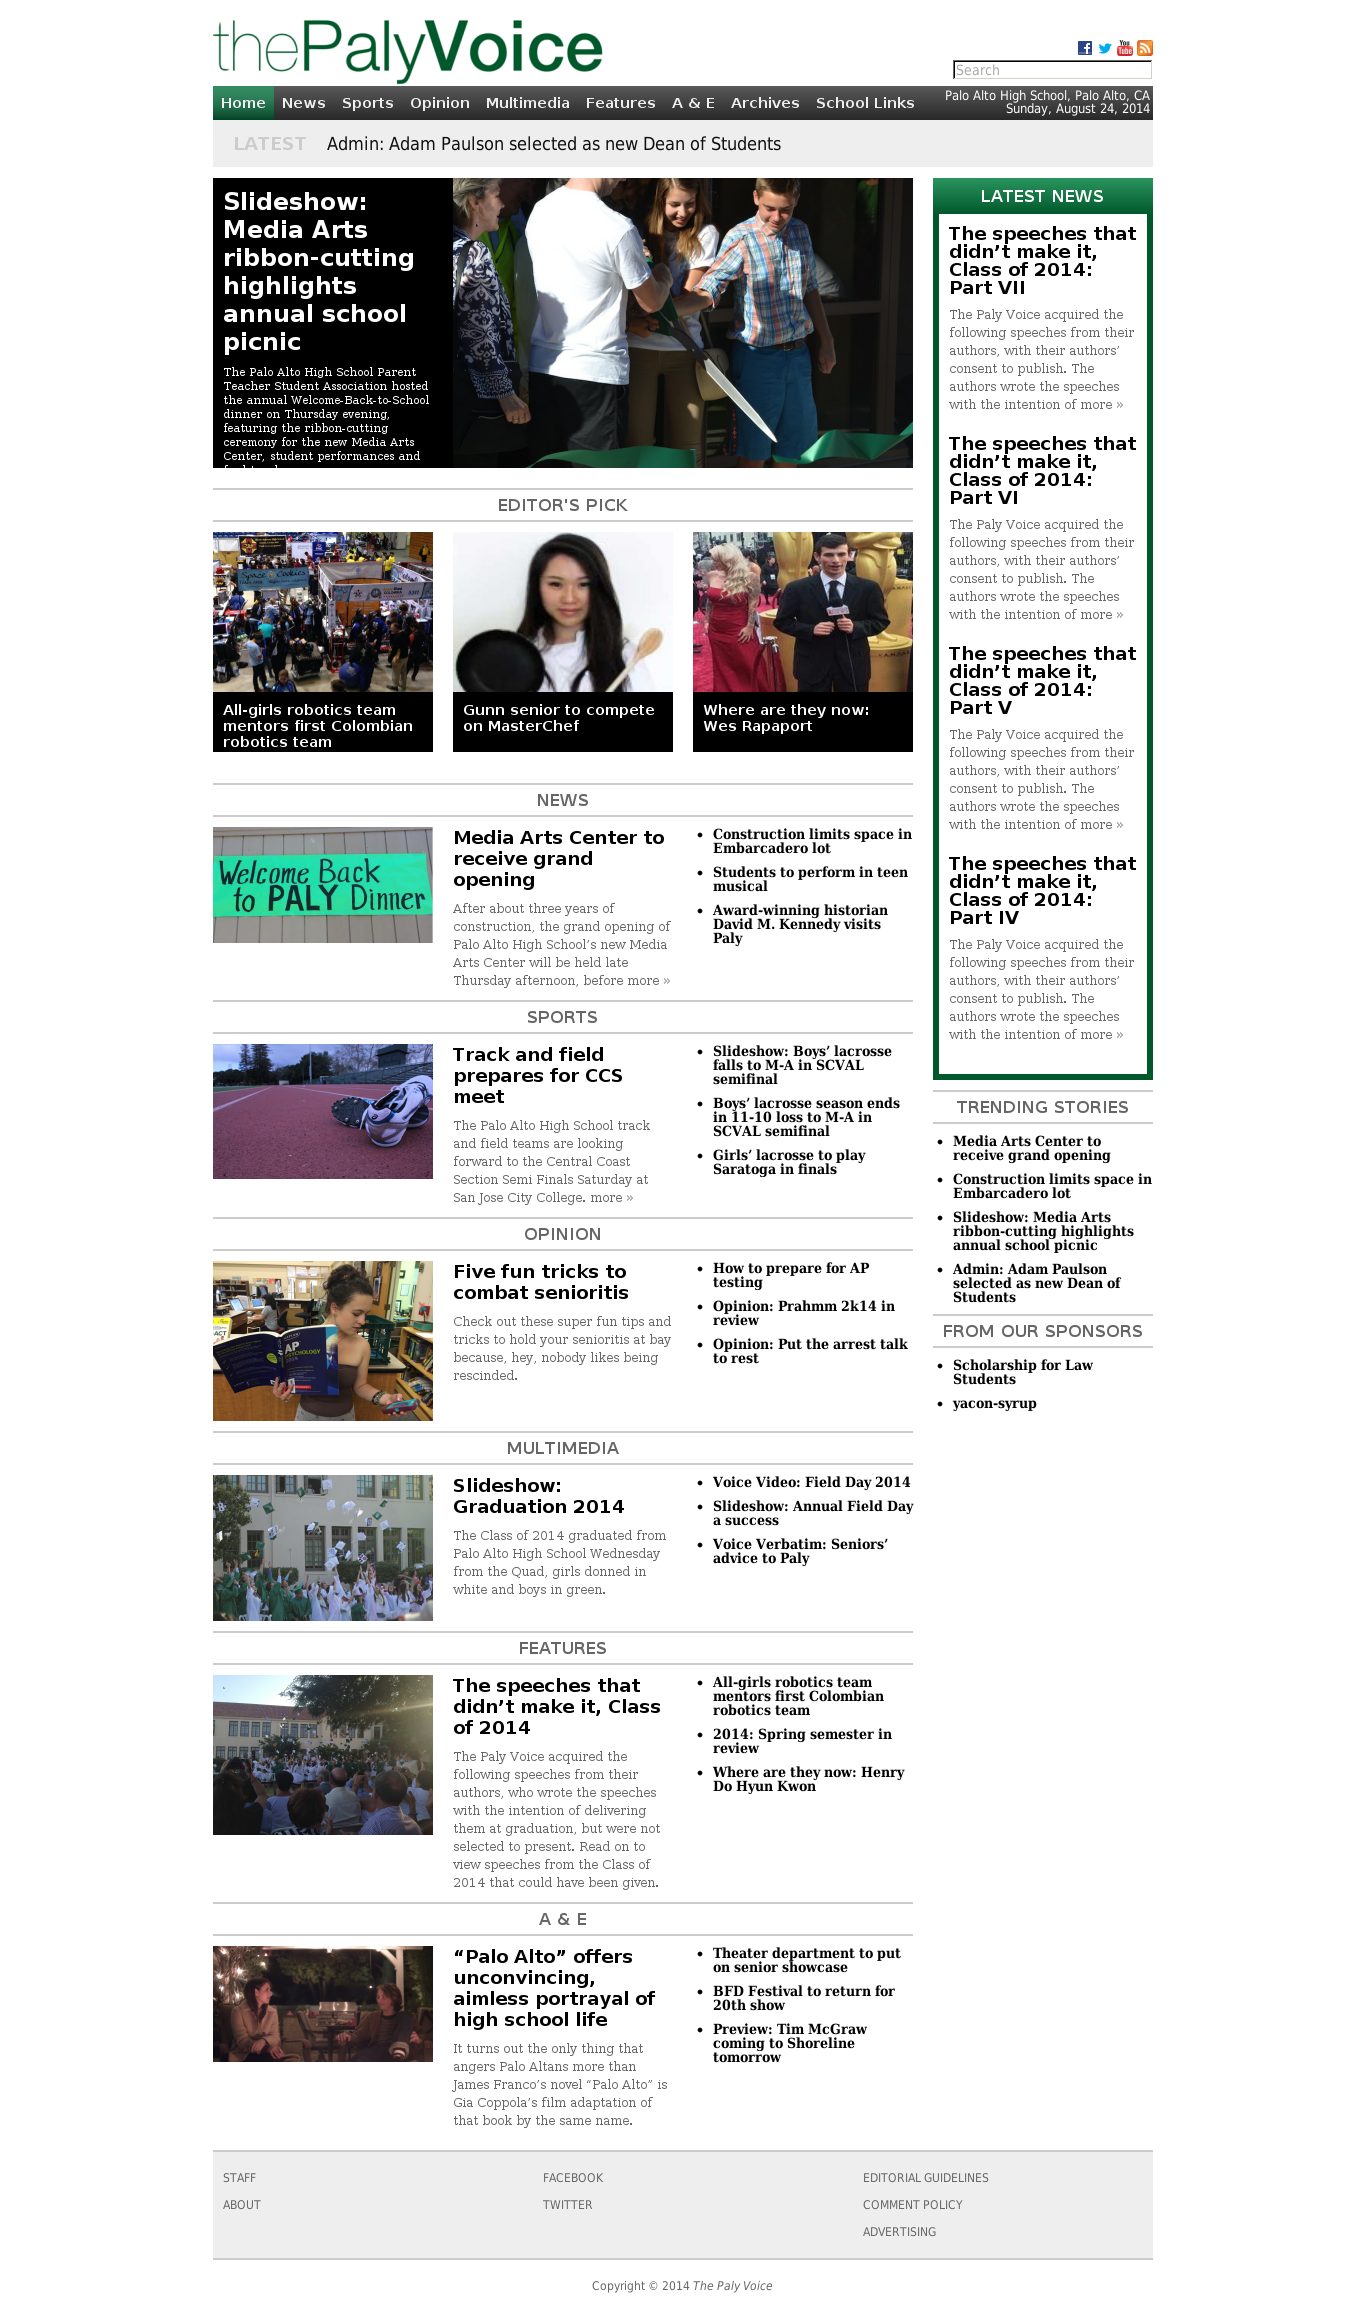 thePalyVoice
Search
Home News Sports Opinion Multimedia Features A & E Archives School Links
Palo Alto High School, Palo Alto, CA
Sunday, August 24, 2014
LATEST Admin: Adam Paulson selected as new Dean of Students
Slideshow:
Media Arts
ribbon-cutting
highlights
annual school
picnic
The Palo Alto High School Parent
Teacher Student Association hosted
the annual Welcome-Back-to-School
dinner on Thursday evening,
featuring the ribbon-cutting
ceremony for the new Media Arts
Center, student performances and
EDITOR'S PICK
All-girls robotics team
mentors first Colombian
robotics team
Gunn senior to compete
on MasterChef
Where are they now:
Wes Rapaport
NEWS
Welcome Back
to PALY Dinner
Media Arts Center to
receive grand
opening
After about three years of
construction, the grand opening of
Palo Alto High School’s new Media
Arts Center will be held late
Thursday afternoon, before more »
• Construction limits space in
Embarcadero lot
• Students to perform in teen
musical
• Award-winning historian
David M. Kennedy visits
Paly
SPORTS
Track and field
prepares for CCS
meet
The Palo Alto High School track
and field teams are looking
forward to the Central Coast
Section Semi Finals Saturday at
San Jose City College. more »
• Slideshow: Boys’ lacrosse
falls to M-A in SCVAL
semifinal
• Boys’ lacrosse season ends
in 11-10 loss to M-A in
SCVAL semifinal
• Girls’ lacrosse to play
Saratoga in finals
OPINION
AP
PSYCHOLOGY
Five fun tricks to
combat senioritis
Check out these super fun tips and
tricks to hold your senioritis at bay
because, hey, nobody likes being
rescinded.
• How to prepare for AP
testing
• Opinion: Prahmm 2k14 in
review
• Opinion: Put the arrest talk
to rest
MULTIMEDIA
Slideshow:
Graduation 2014
The Class of 2014 graduated from
Palo Alto High School Wednesday
from the Quad, girls donned in
white and boys in green.
• Voice Video: Field Day 2014
• Slideshow: Annual Field Day
a success
• Voice Verbatim: Seniors’
advice to Paly
FEATURES
The speeches that
didn’t make it, Class
of 2014
The Paly Voice acquired the
following speeches from their
authors, who wrote the speeches
with the intention of delivering
them at graduation, but were not
selected to present. Read on to
view speeches from the Class of
2014 that could have been given.
• All-girls robotics team
mentors first Colombian
robotics team
• 2014: Spring semester in
review
• Where are they now: Henry
Do Hyun Kwon
A & E
“Palo Alto” offers
unconvincing,
aimless portrayal of
high school life
It turns out the only thing that
angers Palo Altans more than
James Franco’s novel “Palo Alto” is
Gia Coppola’s film adaptation of
that book by the same name.
• Theater department to put
on senior showcase
• BFD Festival to return for
20th show
• Preview: Tim McGraw
coming to Shoreline
tomorrow
LATEST NEWS
The speeches that
didn’t make it,
Class of 2014:
Part VII
The Paly Voice acquired the
following speeches from their
authors, with their authors’
consent to publish. The
authors wrote the speeches
with the intention of more »
The speeches that
didn’t make it,
Class of 2014:
Part VI
The Paly Voice acquired the
following speeches from their
authors, with their authors’
consent to publish. The
authors wrote the speeches
with the intention of more »
The speeches that
didn’t make it,
Class of 2014:
Part V
The Paly Voice acquired the
following speeches from their
authors, with their authors’
consent to publish. The
authors wrote the speeches
with the intention of more »
The speeches that
didn’t make it,
Class of 2014:
Part IV
The Paly Voice acquired the
following speeches from their
authors, with their authors’
consent to publish. The
authors wrote the speeches
with the intention of more »
TRENDING STORIES
• Media Arts Center to
receive grand opening
• Construction limits space in
Embarcadero lot
• Slideshow: Media Arts
ribbon-cutting highlights
annual school picnic
• Admin: Adam Paulson
selected as new Dean of
Students
FROM OUR SPONSORS
• Scholarship for Law
Students
• yacon-syrup
STAFF
ABOUT
FACEBOOK
TWITTER
EDITORIAL GUIDELINES
COMMENT POLICY
ADVERTISING
Copyright © 2014 The Paly Voice